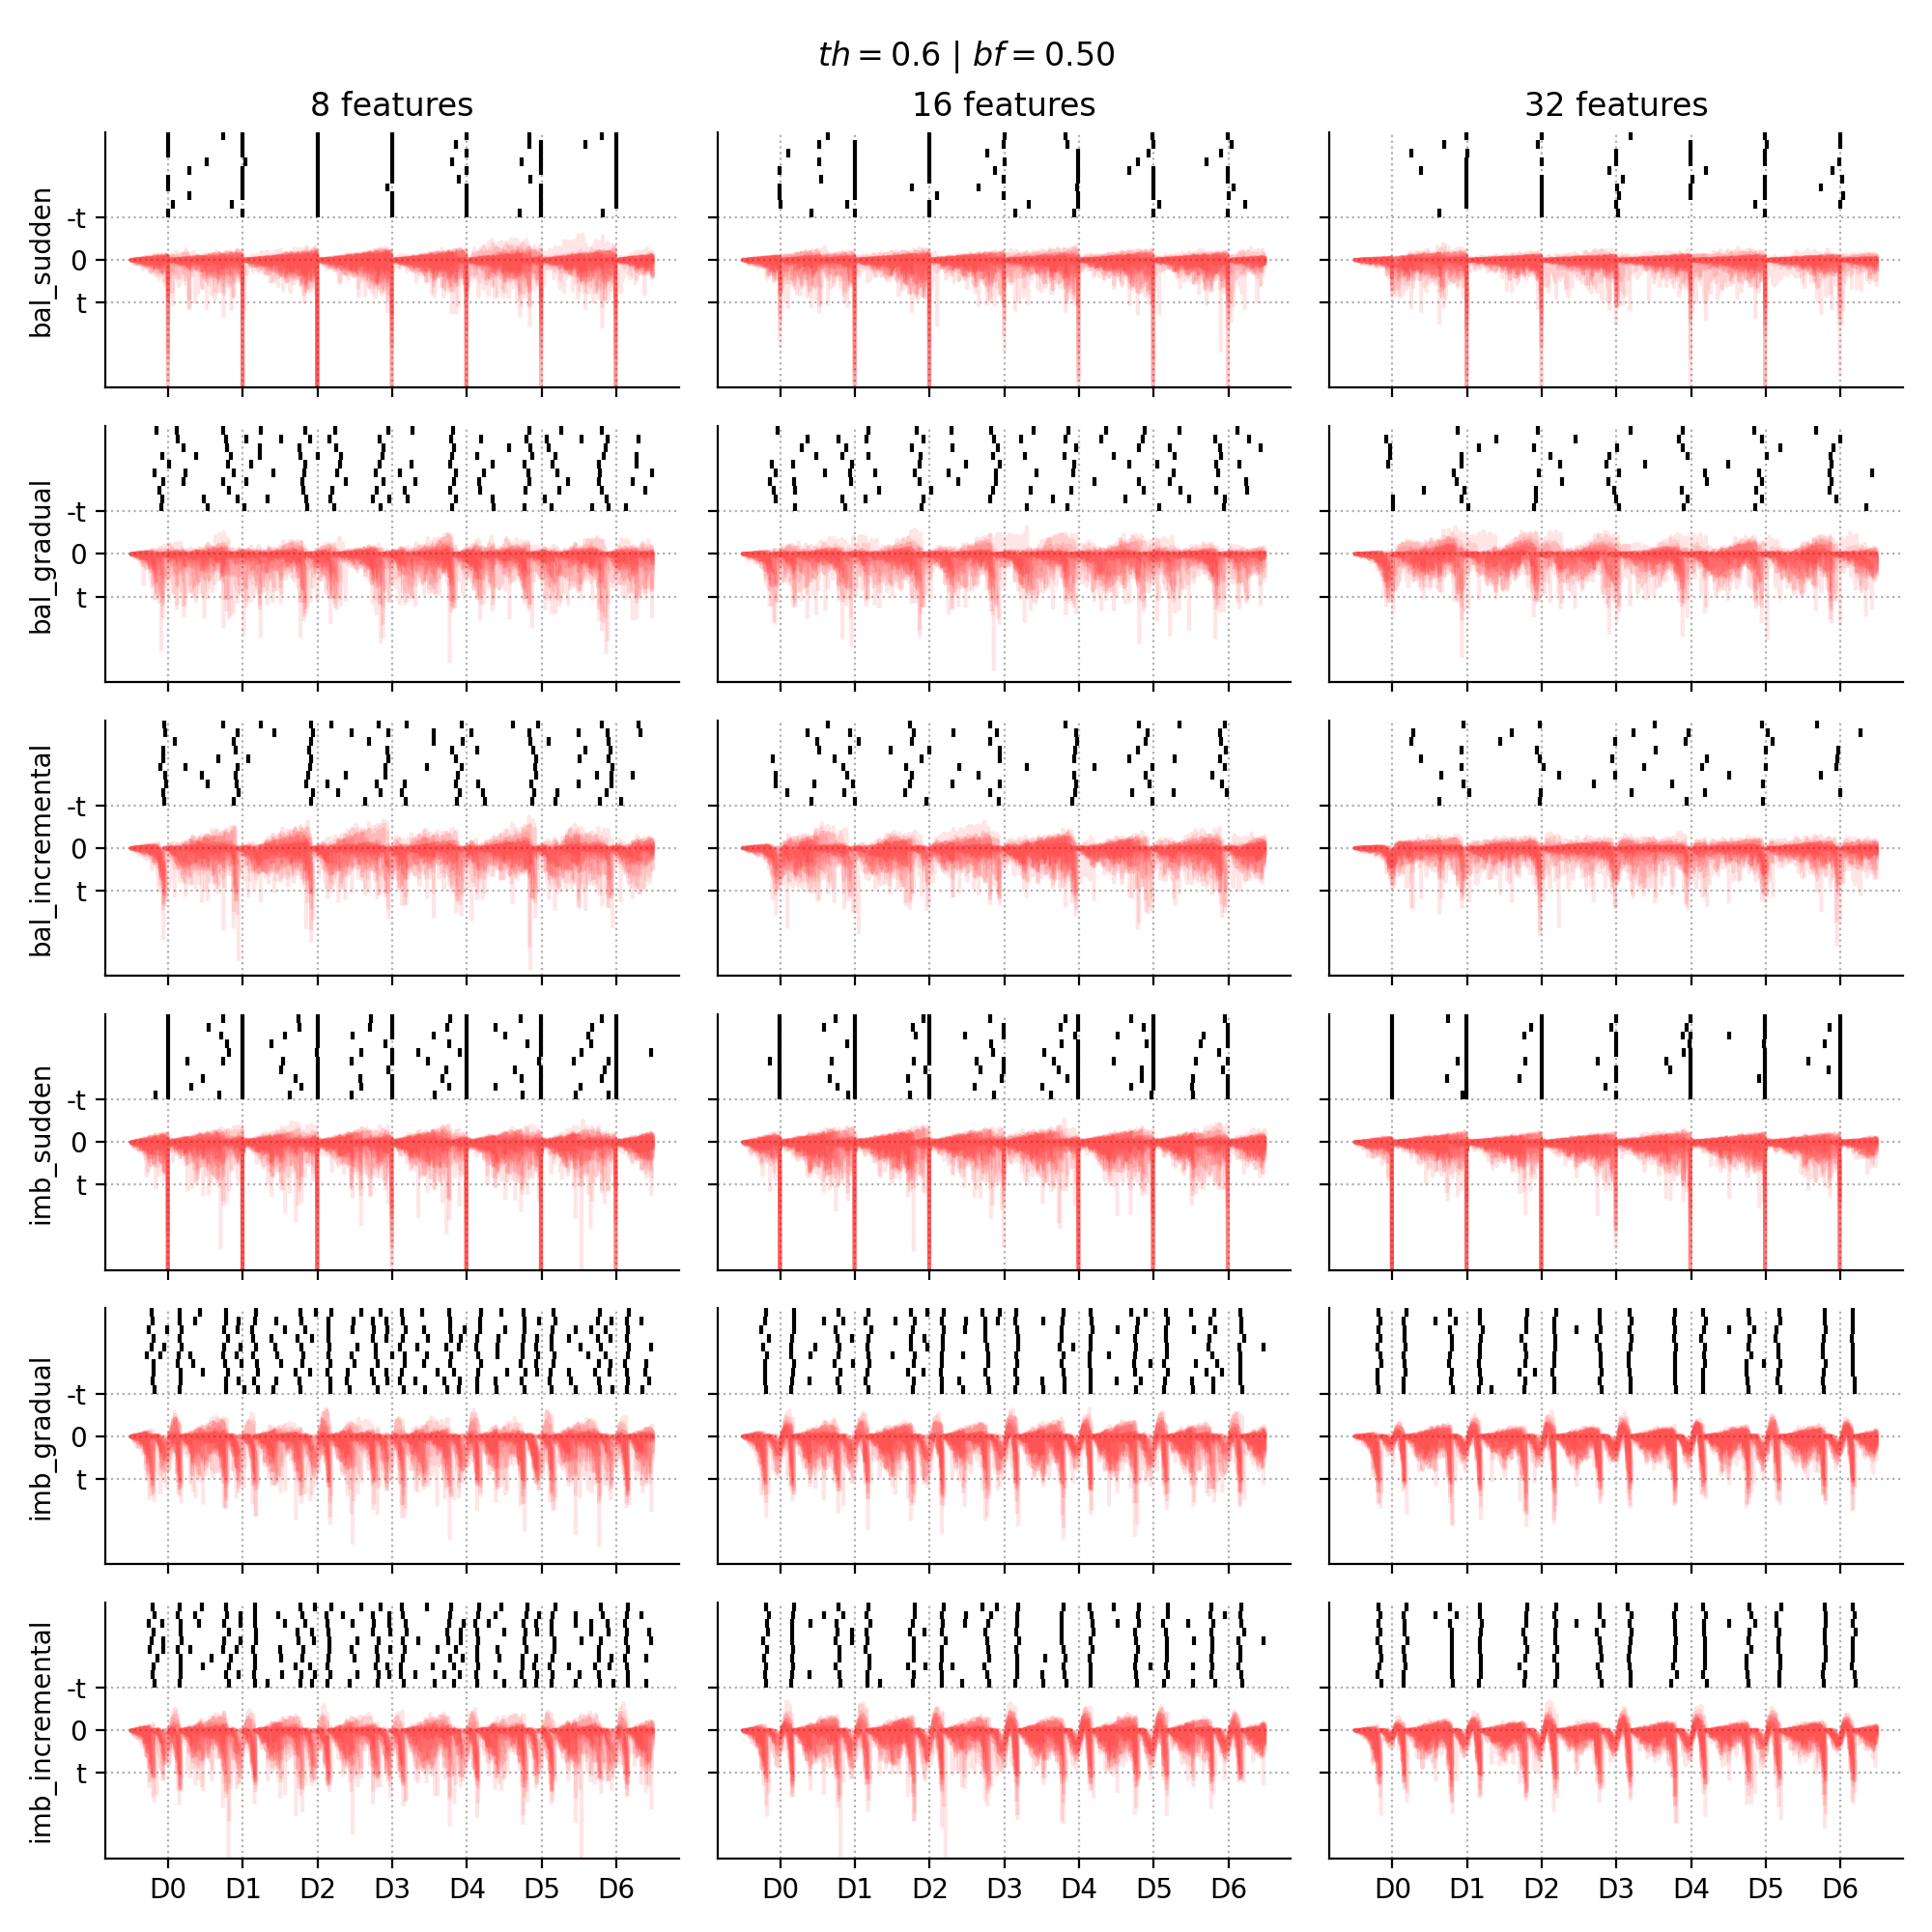 th = 0.6 | bf = 0.50
8 features 16 features 32 features
bal_sudden
-t
0
t
bal_gradual
-t
0
t
bal_incremental
-t
0
t
imb_sudden
-t
0
t
imb_gradual
-t
0
t
imb_incremental
-t
0
t
D0 D1 D2 D3 D4 D5 D6 D0 D1 D2 D3 D4 D5 D6 D0 D1 D2 D3 D4 D5 D6